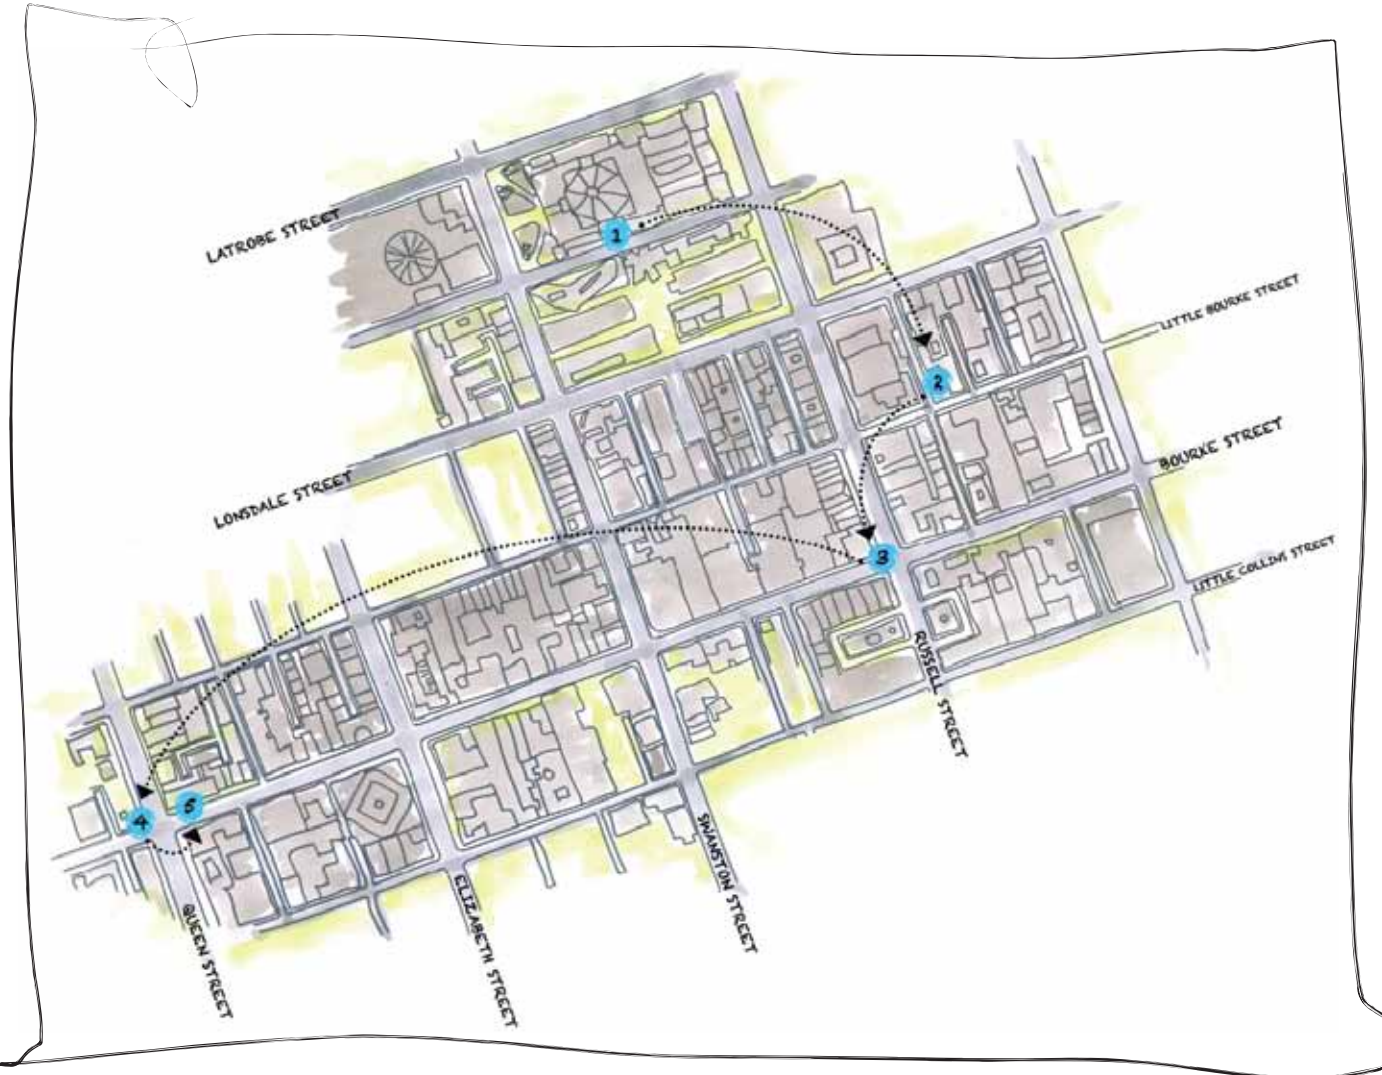 LATROBE STREET
1
LITTLE BOURKE STREET
2
BOURKE STREET
LONSDALE STREET
3
LITTLE COLLINS STREET
RUSSELL STREET
5
4
SWANSTON STREET
ELIZABETH STREET
QUEEN STREET